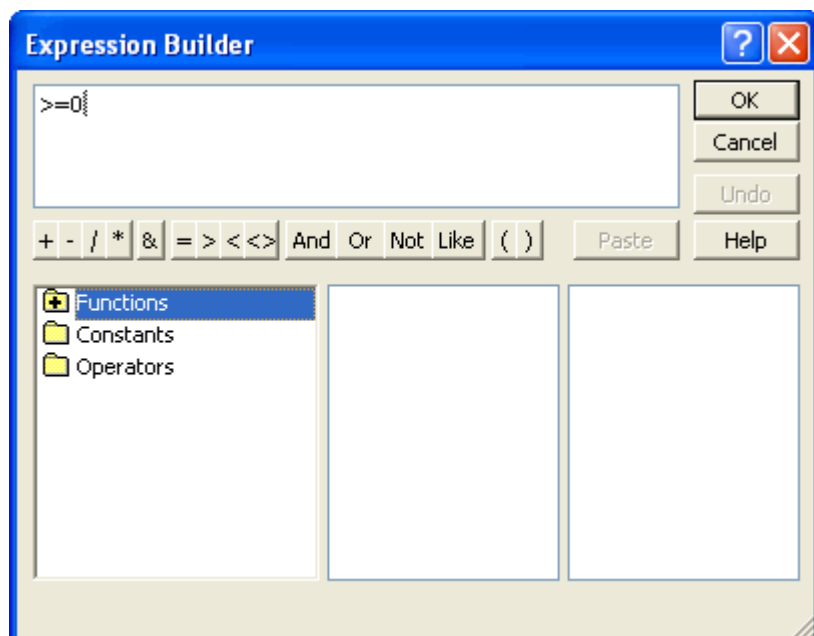 Expression Builder
>=0
OK
Cancel
Undo
+ - / * & = > < <> And Or Not Like ( ) Paste Help
Functions
Constants
Operators